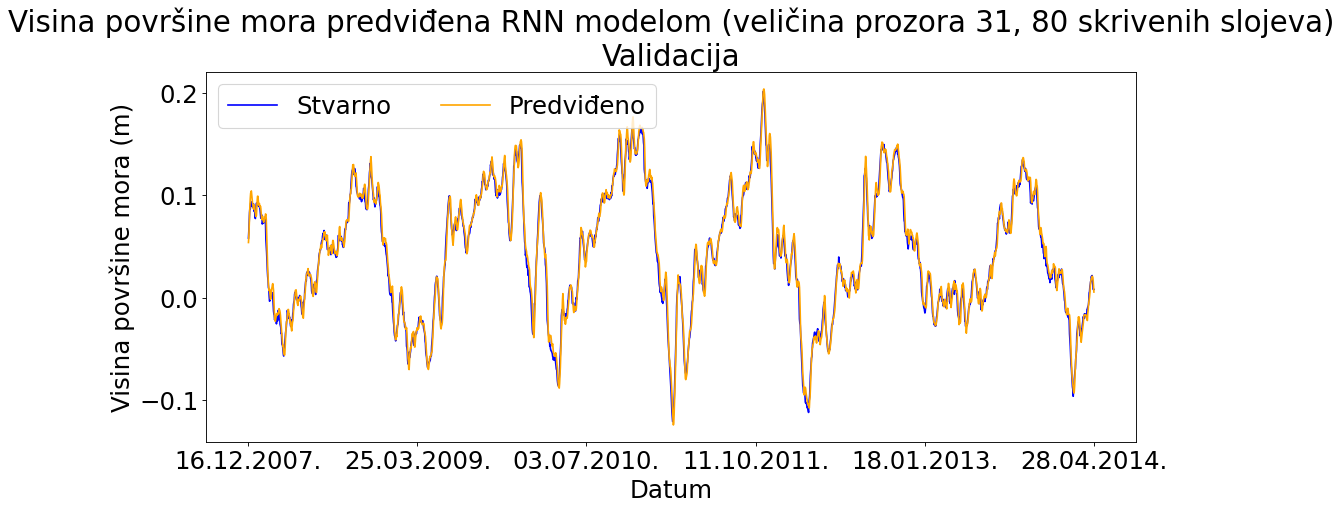 Visina površine mora predviđena RNN modelom (veličina prozora 31, 80 skrivenih slojeva)
Validacija
Stvarno Predviđeno
Visina površine mora (m)
0.2
0.1
0.0
−0.1
16.12.2007. 25.03.2009. 03.07.2010. 11.10.2011. 18.01.2013. 28.04.2014.
Datum